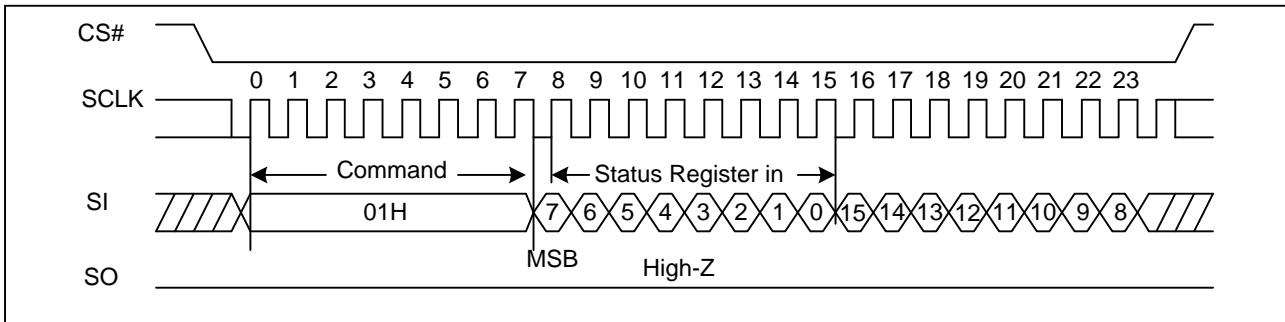 CS#
0 1 2 3 4 5 6 7 8 9 10 11 12 13 14 15 16 17 18 19 20 21 22 23
SCLK
Command Status Register in
SI 01H 7 6 5 4 3 2 1 0 15 14 13 12 11 10 9 8
MSB High-Z
SO